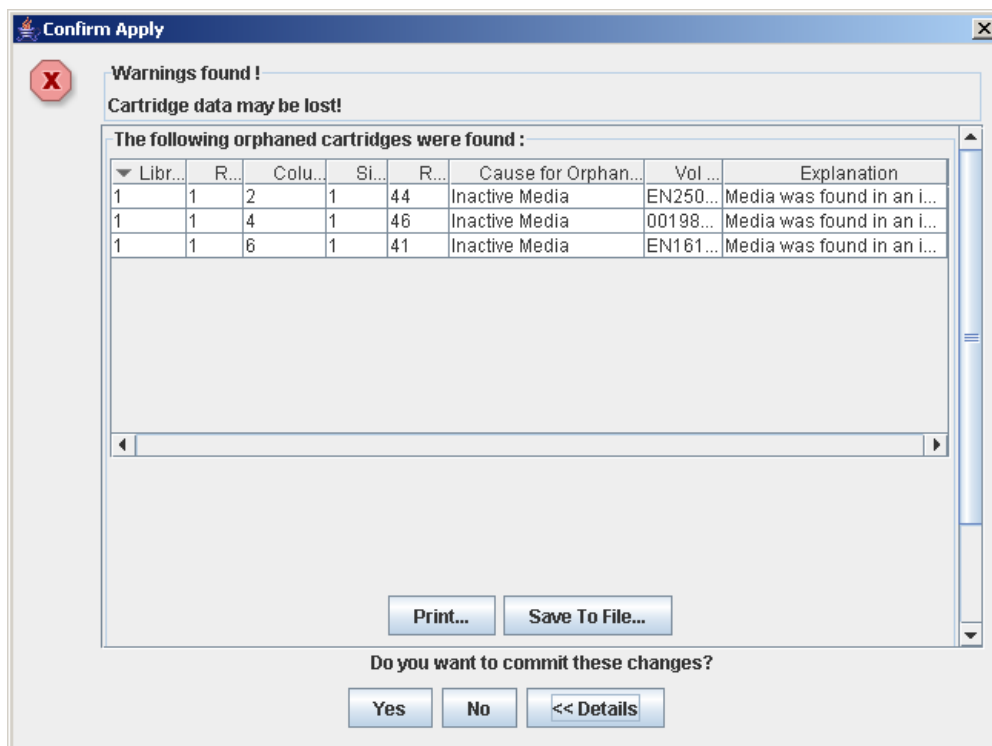 Confirm Apply
Warnings found !
Cartridge data may be lost!
The following orphaned cartridges were found :
Libr... R... Colu... Si... R... Cause for Orphan... Vol ... Explanation
1 1 2 1 44 Inactive Media EN250... Media was found in an i...
1 1 4 1 46 Inactive Media 00198... Media was found in an i...
1 1 6 1 41 Inactive Media EN161... Media was found in an i...
Print... Save To File...
Do you want to commit these changes?
Yes No << Details